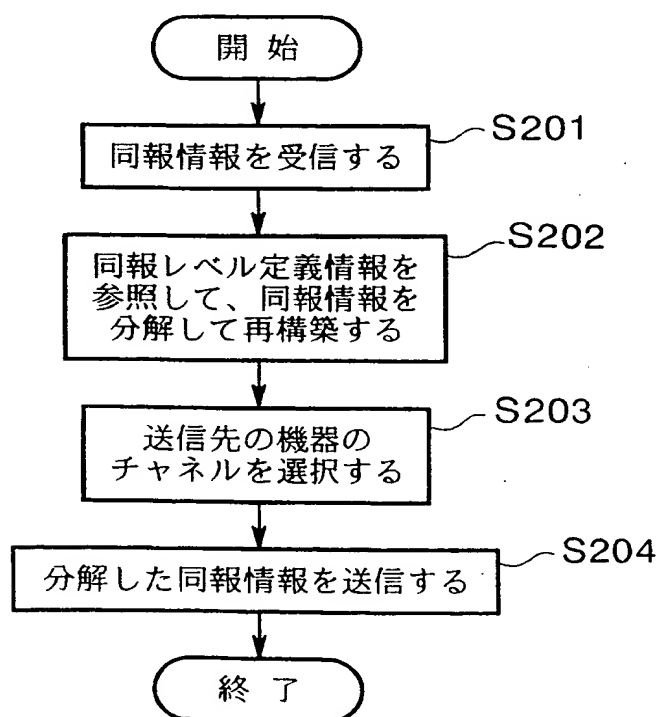 開 始
同報情報を受信する
S201
同報レベル定義情報を
参照して、同報情報を
分解して再構築する
S202
送信先の機器の
チャネルを選択する
S203
分解した同報情報を送信する
S204
終 了